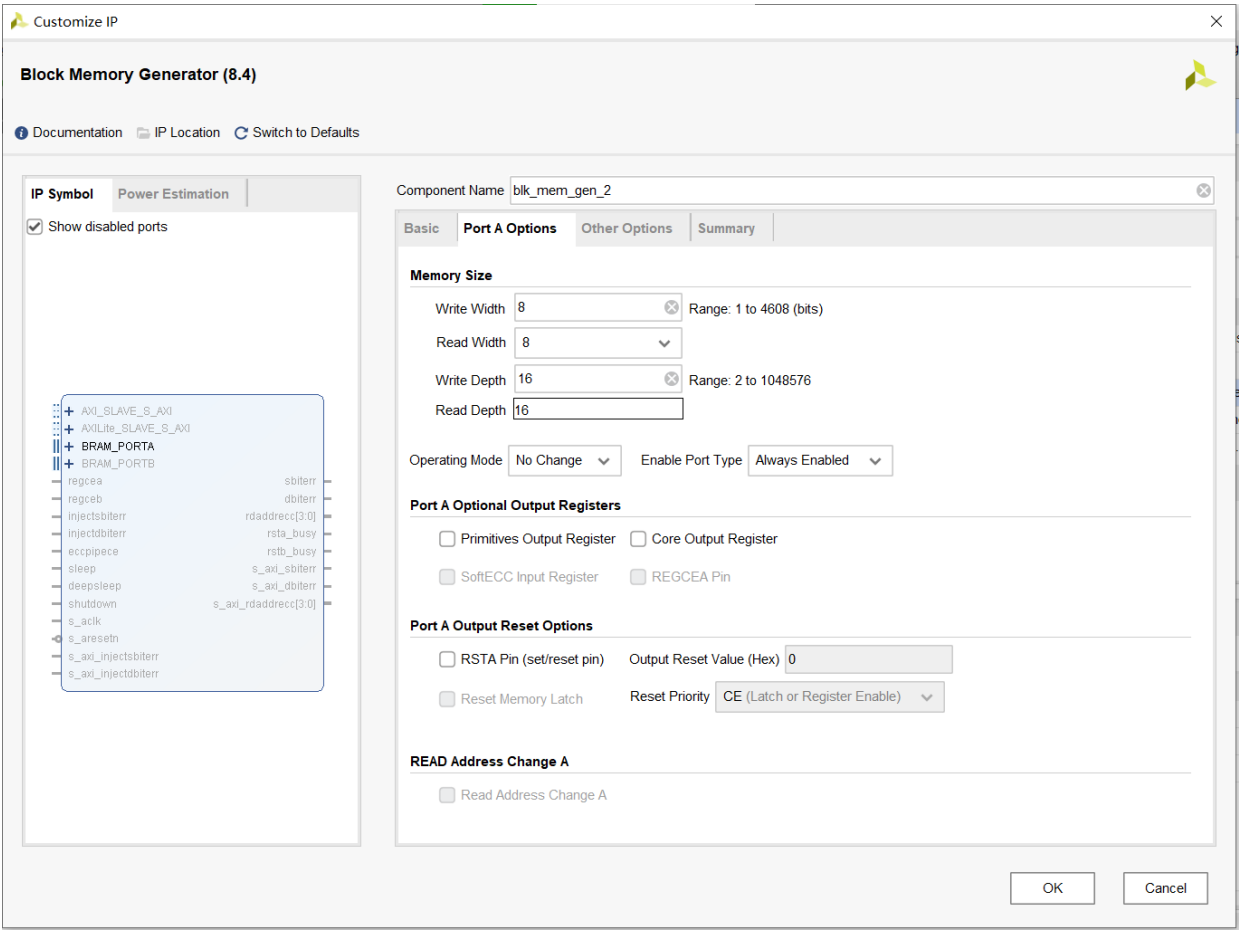 Customize IP
Block Memory Generator (8.4)
Documentation IP Location Switch to Defaults
IP Symbol Power Estimation
Show disabled ports
AXI_SLAVE_S_AXI
AXILite_SLAVE_S_AXI
BRAM_PORTA
BRAM_PORTB
regcea sbiterr
regceb dbiterr
injectsbiterr rdaddrecc[3:0]
injectdbiterr rsta_busy
eccpipece rstb_busy
sleep s_axi_sbiterr
deepsleep s_axi_dbiterr
shutdown s_axi_rdaddrecc[3:0]
s_aclk
s_aresetn
s_axi_injectsbiterr
s_axi_injectdbiterr
Component Name blk_mem_gen_2
Basic Port A Options Other Options Summary
Memory Size
Write Width 8 Range: 1 to 4608 (bits)
Read Width 8
Write Depth 16 Range: 2 to 1048576
Read Depth 16
Operating Mode No Change Enable Port Type Always Enabled
Port A Optional Output Registers
Primitives Output Register Core Output Register
SoftECC Input Register REGCEA Pin
Port A Output Reset Options
RSTA Pin (set/reset pin) Output Reset Value (Hex) 0
Reset Memory Latch Reset Priority CE (Latch or Register Enable)
READ Address Change A
Read Address Change A
OK Cancel